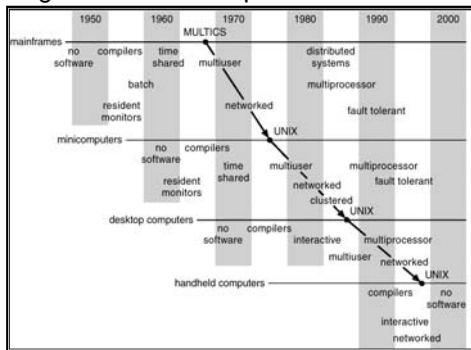 1950 1960 1970 1980 1990 2000
MULTICS
mainframes
no software compilers time shared multiuser distributed systems
batch multiprocessor
resident monitors networked fault tolerant
UNIX
minicomputers
no software compilers
time shared multiuser multiprocessor
resident monitors networked fault tolerant
clustered
UNIX
desktop computers
no software compilers interactive multiprocessor
multiuser networked
UNIX
handheld computers
compilers no software
interactive
networked